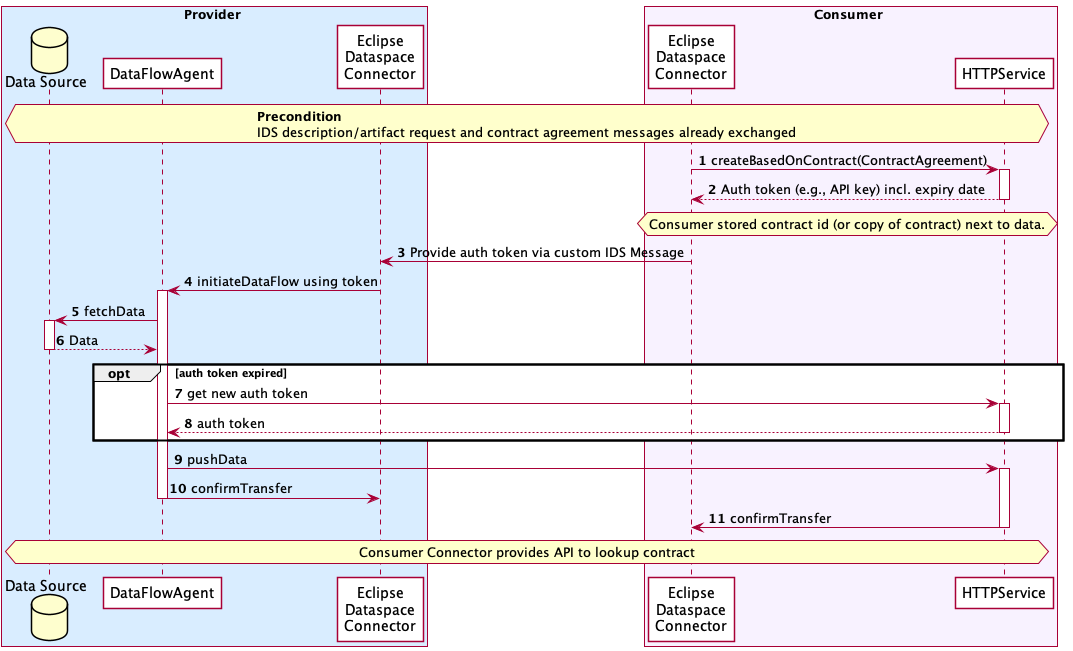 Provider
Consumer
Data Source
DataFlowAgent
Eclipse
Dataspace
Connector
Eclipse
Dataspace
Connector
HTTPService
Precondition
IDS description/artifact request and contract agreement messages already exchanged
1 createBasedOnContract(ContractAgreement)
2 Auth token (e.g., API key) incl. expiry date
Consumer stored contract id (or copy of contract) next to data.
3 Provide auth token via custom IDS Message
4 initiateDataFlow using token
5 fetchData
6 Data
opt [auth token expired]
7 get new auth token
8 auth token
9 pushData
10 confirmTransfer
11 confirmTransfer
Consumer Connector provides API to lookup contract
Data Source
DataFlowAgent
Eclipse
Dataspace
Connector
Eclipse
Dataspace
Connector
HTTPService